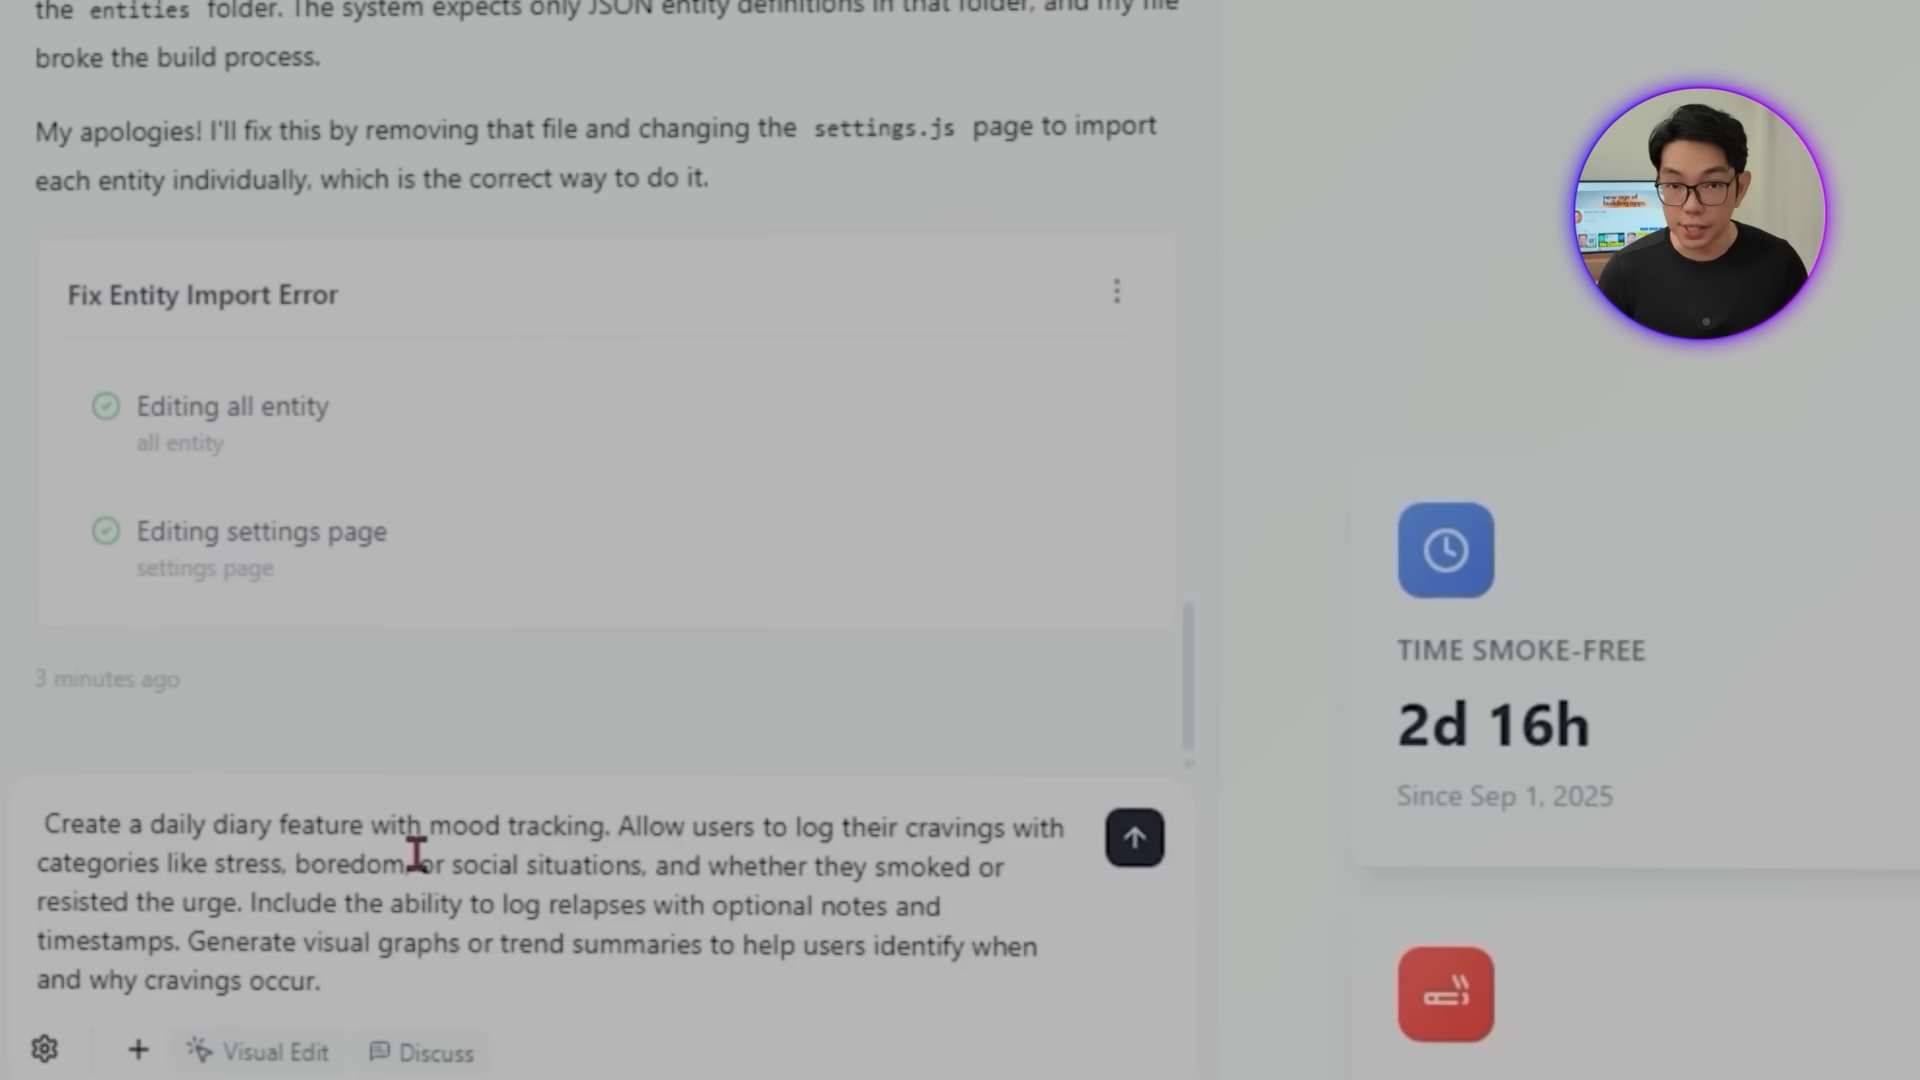 the entities folder. The system expects only JSON entity definitions in that folder, and my file
broke the build process.
My apologies! I'll fix this by removing that file and changing the settings.js page to import
each entity individually, which is the correct way to do it.
Fix Entity Import Error
Editing all entity
all entity
Editing settings page
settings page
3 minutes ago
Create a daily diary feature with mood tracking. Allow users to log their cravings with
categories like stress, boredom, or social situations, and whether they smoked or
resisted the urge. Include the ability to log relapses with optional notes and
timestamps. Generate visual graphs or trend summaries to help users identify when
and why cravings occur.
Visual Edit
Discuss
new age of
building apps.
TIME SMOKE-FREE
2d 16h
Since Sep 1, 2025